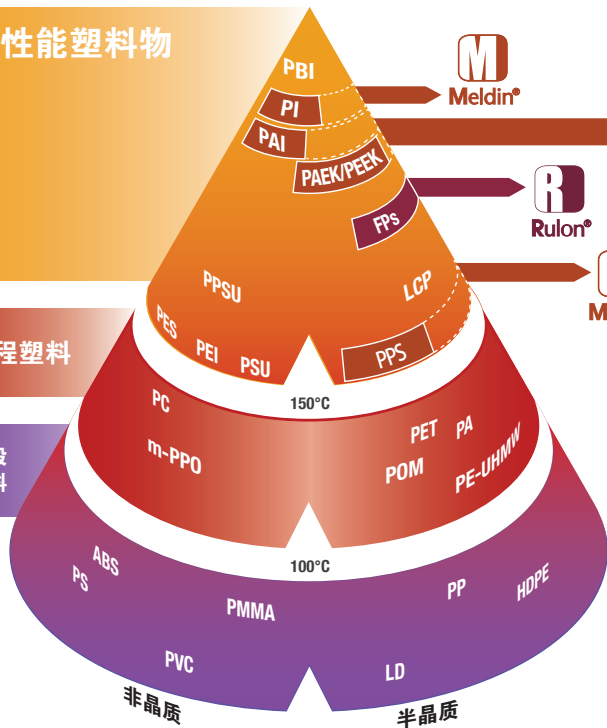 性能塑料物
PBI
M
Meldin®
PI
PAI
PAEK/PEEK
R
Rulon®
FPs
PPSU
LCP
PES
PEI
PSU
PPS
程塑料
150°C
PC
m-PPO
PET
PA
POM
PE-UHMW
100°C
ABS
PS
PMMA
PP
HDPE
PVC
LD
非晶质
半晶质